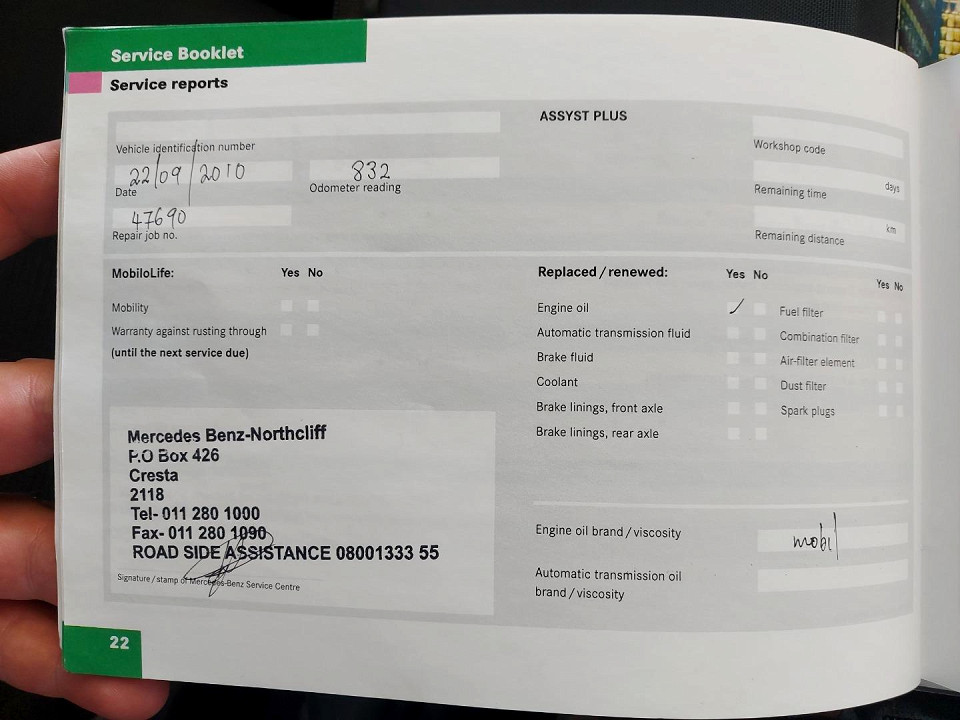 Service Booklet
Service reports
ASSYST PLUS
Vehicle identification number
Workshop code
22/09/2010
832
Date
Odometer reading
days
Remaining time
47690
Repair job no.
km
Remaining distance
MobiloLife: Yes No
Mobility
Warranty against rusting through
(until the next service due)
Replaced / renewed: Yes No
Yes No
Engine oil ✓
Automatic transmission fluid
Brake fluid
Coolant
Brake linings, front axle
Brake linings, rear axle
Fuel filter
Combination filter
Air-filter element
Dust filter
Spark plugs
Mercedes Benz-Northcliff
P.O Box 426
Cresta
2118
Tel- 011 280 1000
Fax- 011 280 1090
ROAD SIDE ASSISTANCE 08001333 55
Signature / stamp of Mercedes-Benz Service Centre
Engine oil brand / viscosity
mobil
Automatic transmission oil
brand / viscosity
22